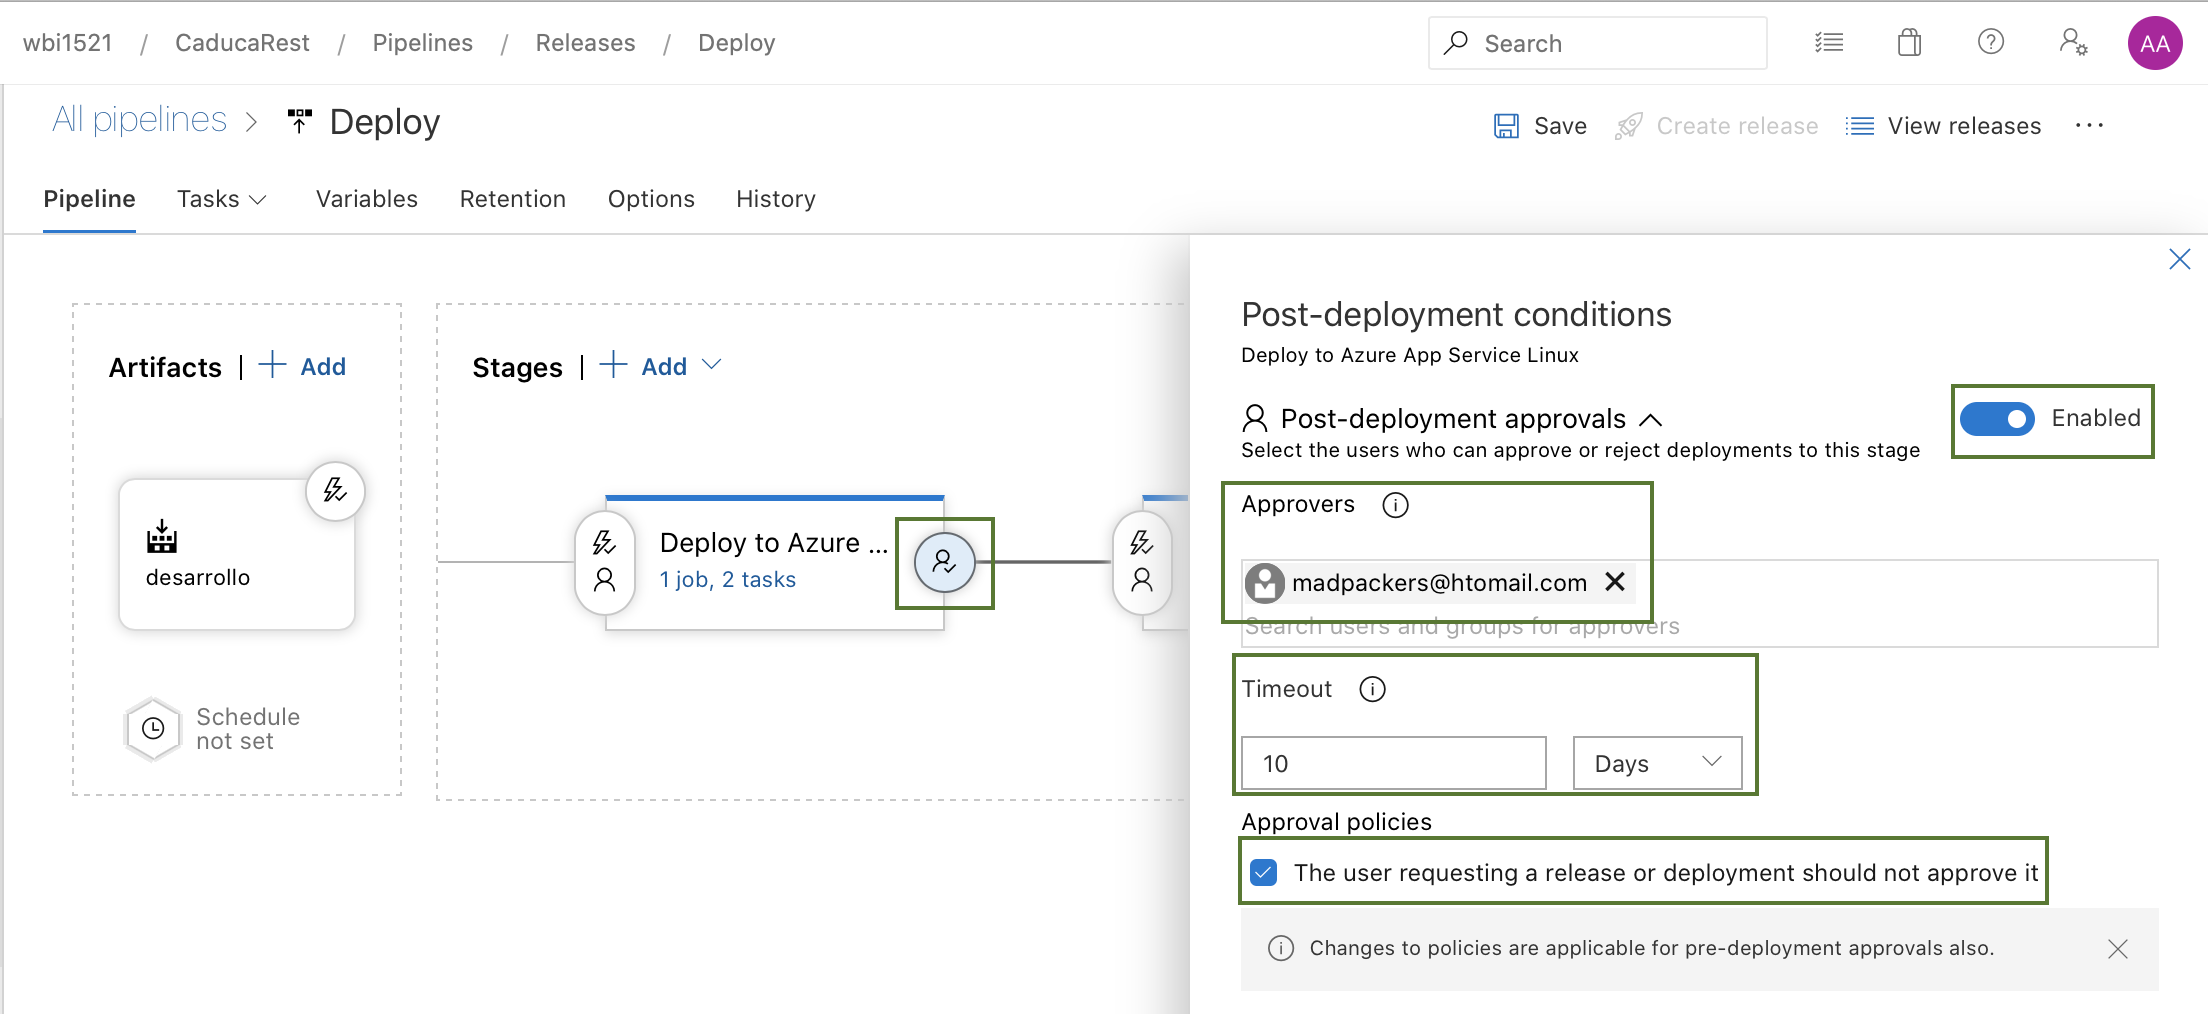 wbi1521 / CaducaRest / Pipelines / Releases / Deploy
Search
AA
All pipelines > Deploy
Save
Create release
View releases
...
Pipeline
Tasks
Variables
Retention
Options
History
Artifacts | + Add
desarrollo
Schedule
not set
Stages | + Add
Deploy to Azure ...
1 job, 2 tasks
Post-deployment conditions
Deploy to Azure App Service Linux
Post-deployment approvals
Enabled
Select the users who can approve or reject deployments to this stage
Approvers
madpackers@htomail.com
Search users and groups for approvers
Timeout
10
Days
Approval policies
The user requesting a release or deployment should not approve it
Changes to policies are applicable for pre-deployment approvals also.